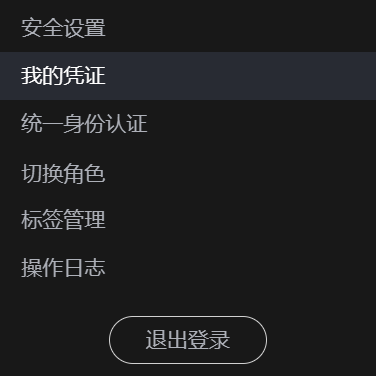 安全设置
我的凭证
统一身份认证
切换角色
标签管理
操作日志
退出登录